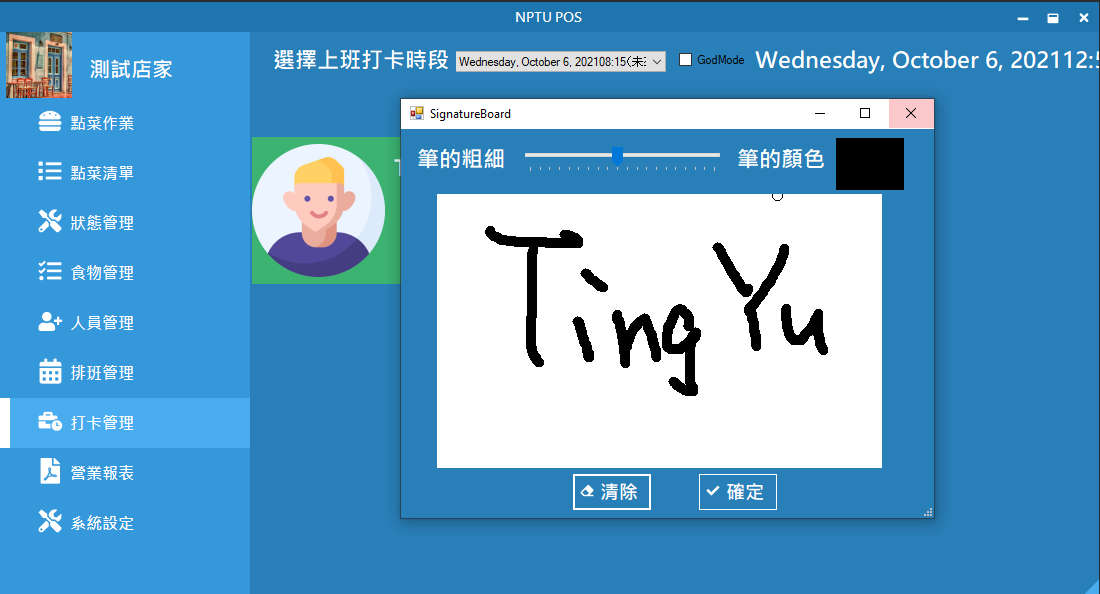 NPTU POS
測試店家
點菜作業
點菜清單
狀態管理
食物管理
人員管理
排班管理
打卡管理
營業報表
系統設定
選擇上班打卡時段
Wednesday, October 6, 202108:15(未
GodMode
Wednesday, October 6, 202112:5
T
SignatureBoard
筆的粗細
筆的顏色
Ting Yu
清除
確定